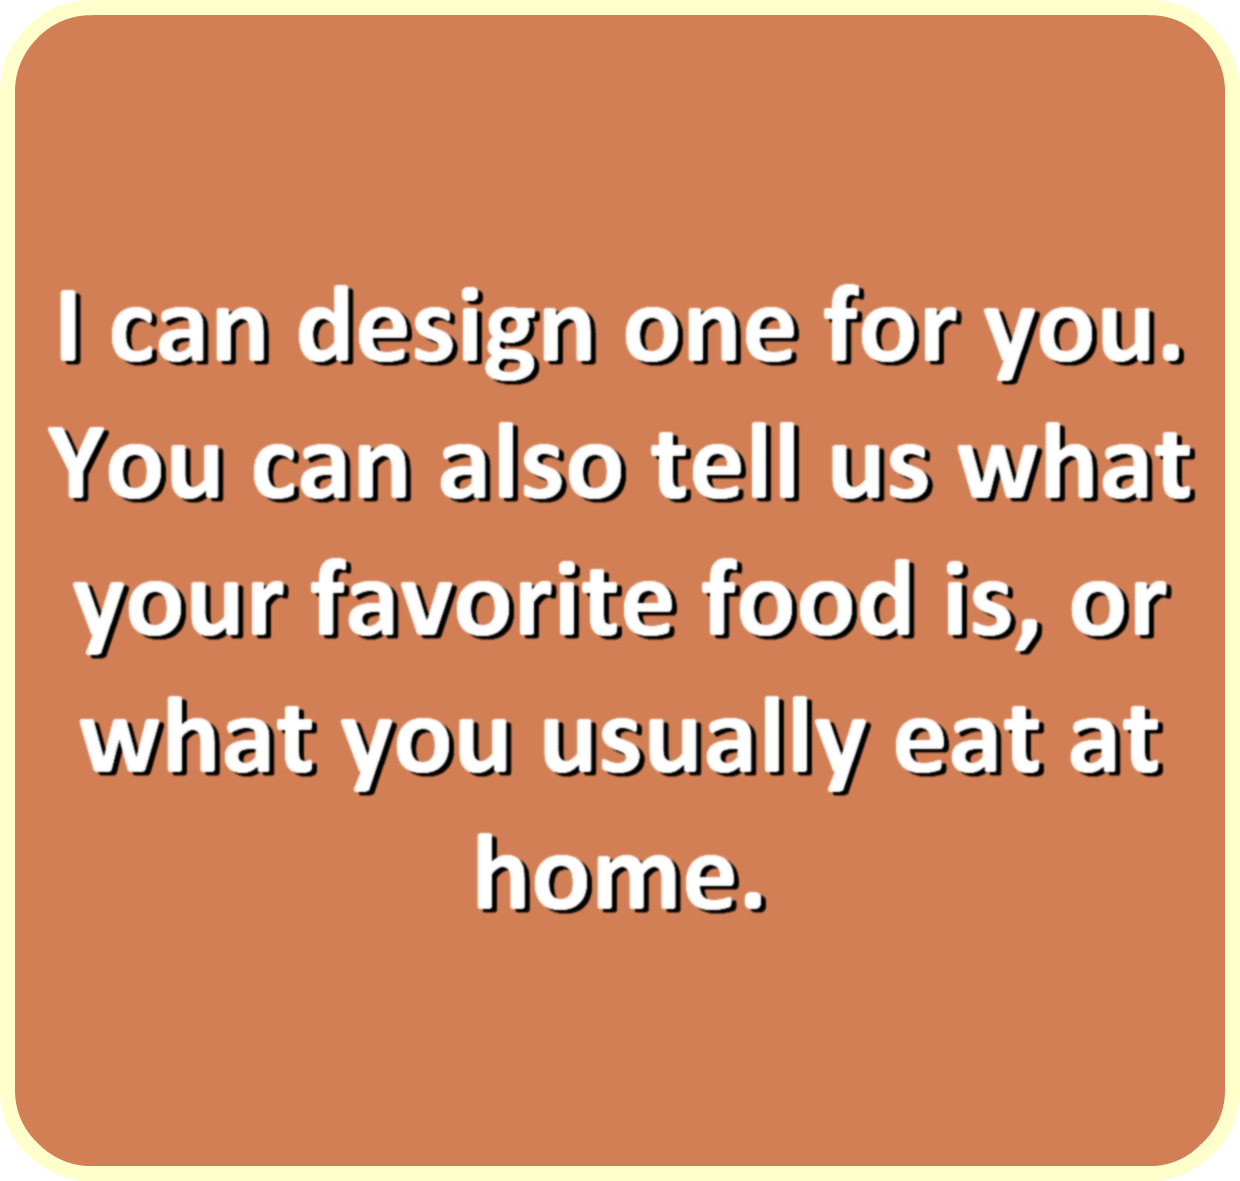 I can design one for you.
You can also tell us what
your favorite food is, or
what you usually eat at
home.